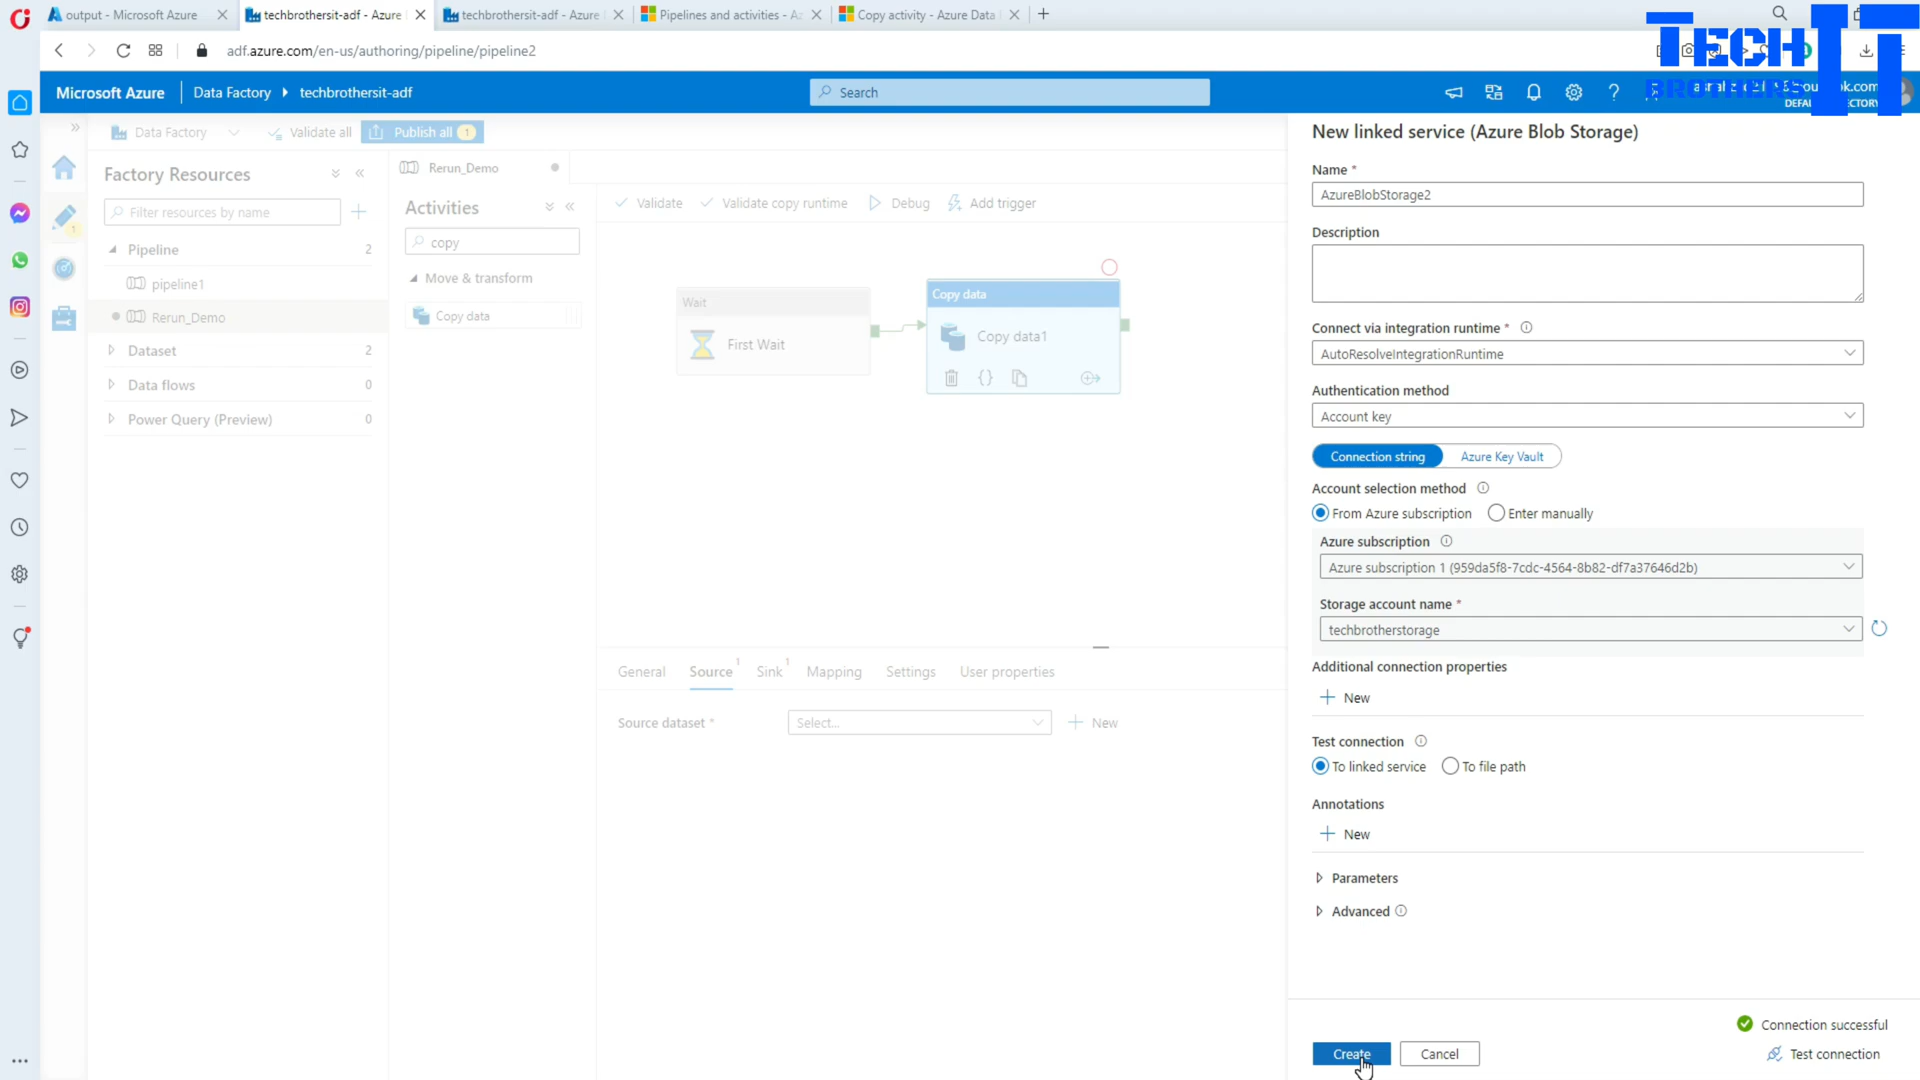 output - Microsoft Azure
techbrothersit-adf - Azure
techbrothersit-adf - Azure
Pipelines and activities - Az
Copy activity - Azure Data
adf.azure.com/en-us/authoring/pipeline/pipeline2
TECH IT
BROTHERS
Microsoft Azure
Data Factory
techbrothersit-adf
Search
Data Factory
Validate all
Publish all 1
Factory Resources
Filter resources by name
Pipeline 2
pipeline1
Rerun_Demo
Dataset 2
Data flows 0
Power Query (Preview) 0
Rerun_Demo
Activities
copy
Move & transform
Copy data
Validate
Validate copy runtime
Debug
Add trigger
Wait
First Wait
Copy data
Copy data1
General
Source 1
Sink 1
Mapping
Settings
User properties
Source dataset *
Select...
New
New linked service (Azure Blob Storage)
Name *
AzureBlobStorage2
Description
Connect via integration runtime *
AutoResolveIntegrationRuntime
Authentication method
Account key
Connection string
Azure Key Vault
Account selection method
From Azure subscription
Enter manually
Azure subscription
Azure subscription 1 (959da5f8-7cdc-4564-8b82-df7a37646d2b)
Storage account name *
techbrotherstorage
Additional connection properties
New
Test connection
To linked service
To file path
Annotations
New
Parameters
Advanced
Connection successful
Create
Cancel
Test connection